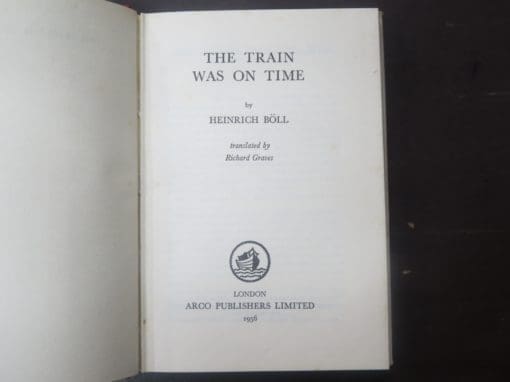 THE TRAIN
WAS ON TIME
by
HEINRICH BÖLL
translated by
Richard Graves
LONDON
ARCO PUBLISHERS LIMITED
1956